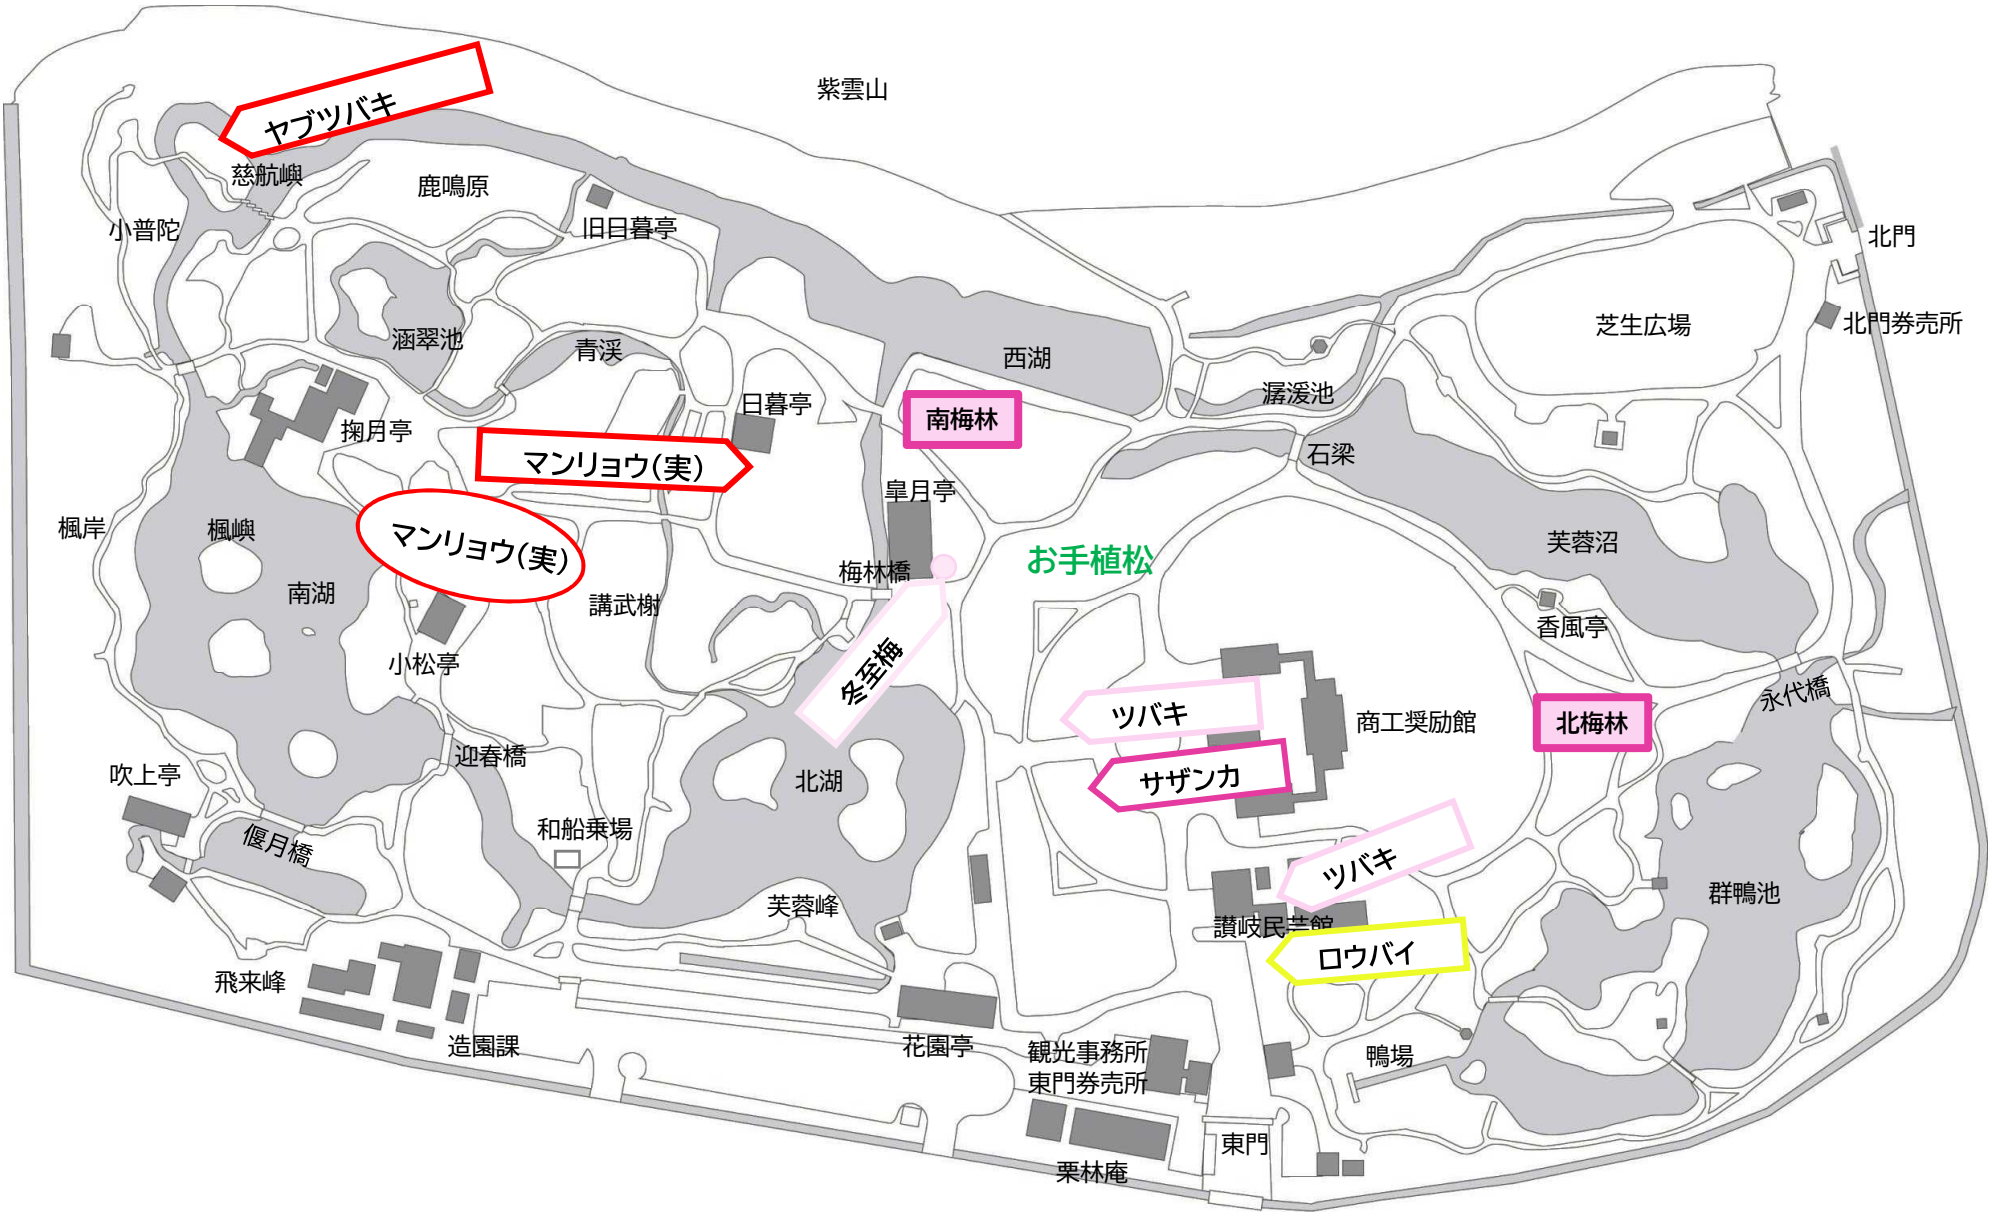 紫雲山
ヤブツバキ
慈航嶼
鹿鳴原
小普陀
旧日暮亭
北門
涵翠池
青渓
西湖
芝生広場
北門券売所
潺湲池
日暮亭
南梅林
掬月亭
石梁
マンリョウ(実)
皐月亭
楓岸
楓嶼
マンリョウ(実)
お手植松
芙蓉沼
梅林橋
南湖
講武榭
香風亭
小松亭
冬至梅
永代橋
ツバキ
商工奨励館
北梅林
迎春橋
吹上亭
北湖
サザンカ
偃月橋
和船乗場
ツバキ
芙蓉峰
群鴨池
讃岐民芸館
ロウバイ
飛来峰
造園課
花園亭
観光事務所
東門券売所
鴨場
東門
栗林庵